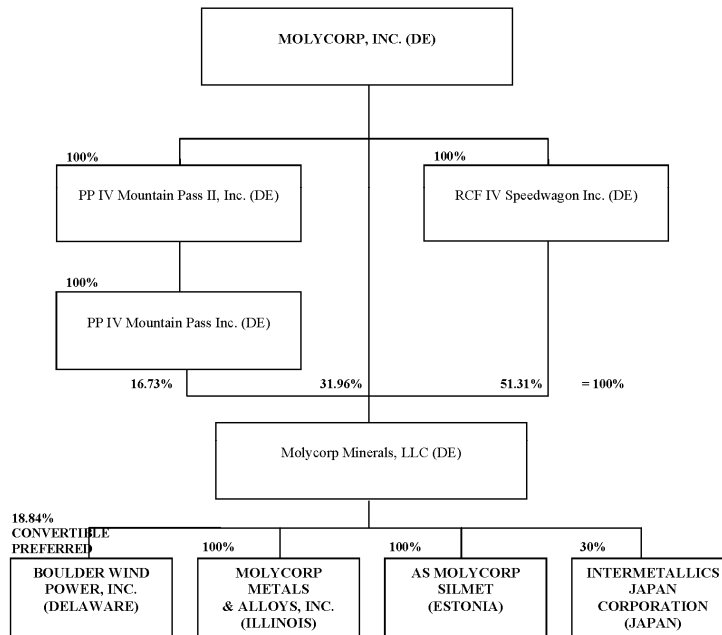 MOLYCORP, INC. (DE)
100%
100%
PP IV Mountain Pass II, Inc. (DE)
RCF IV Speedwagon Inc. (DE)
100%
PP IV Mountain Pass Inc. (DE)
16.73%
31.96%
51.31%
= 100%
Molycorp Minerals, LLC (DE)
18.84%
CONVERTIBLE
PREFERRED
100%
100%
30%
BOULDER WIND
POWER, INC.
(DELAWARE)
MOLYCORP
METALS
& ALLOYS, INC.
(ILLINOIS)
AS MOLYCORP
SILMET
(ESTONIA)
INTERMETALLICS
JAPAN
CORPORATION
(JAPAN)